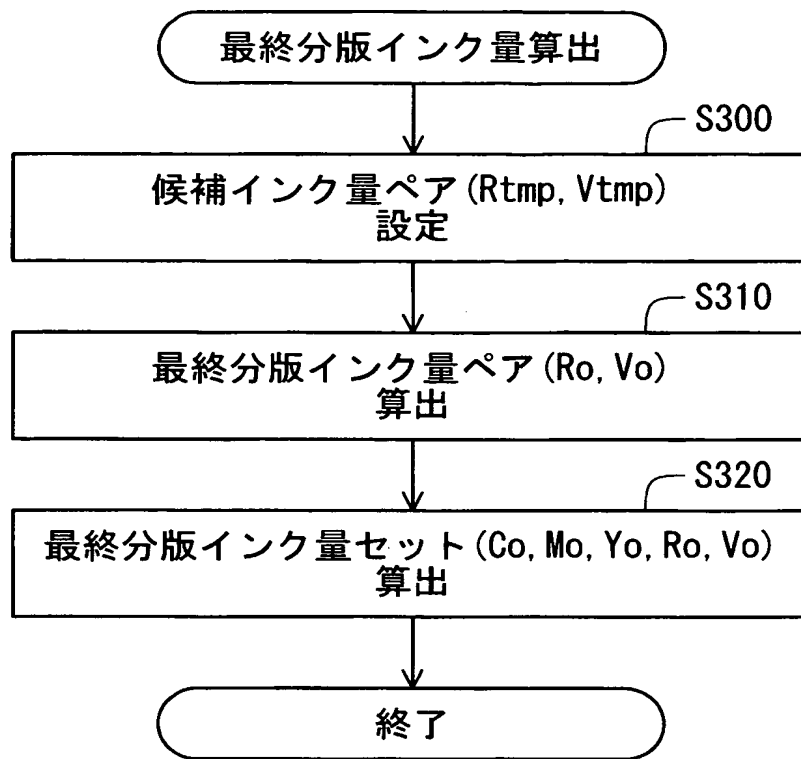 最終分版インク量算出
S300
候補インク量ペア(Rtmp, Vtmp)
設定
S310
最終分版インク量ペア(Ro, Vo)
算出
S320
最終分版インク量セット(Co, Mo, Yo, Ro, Vo)
算出
終了